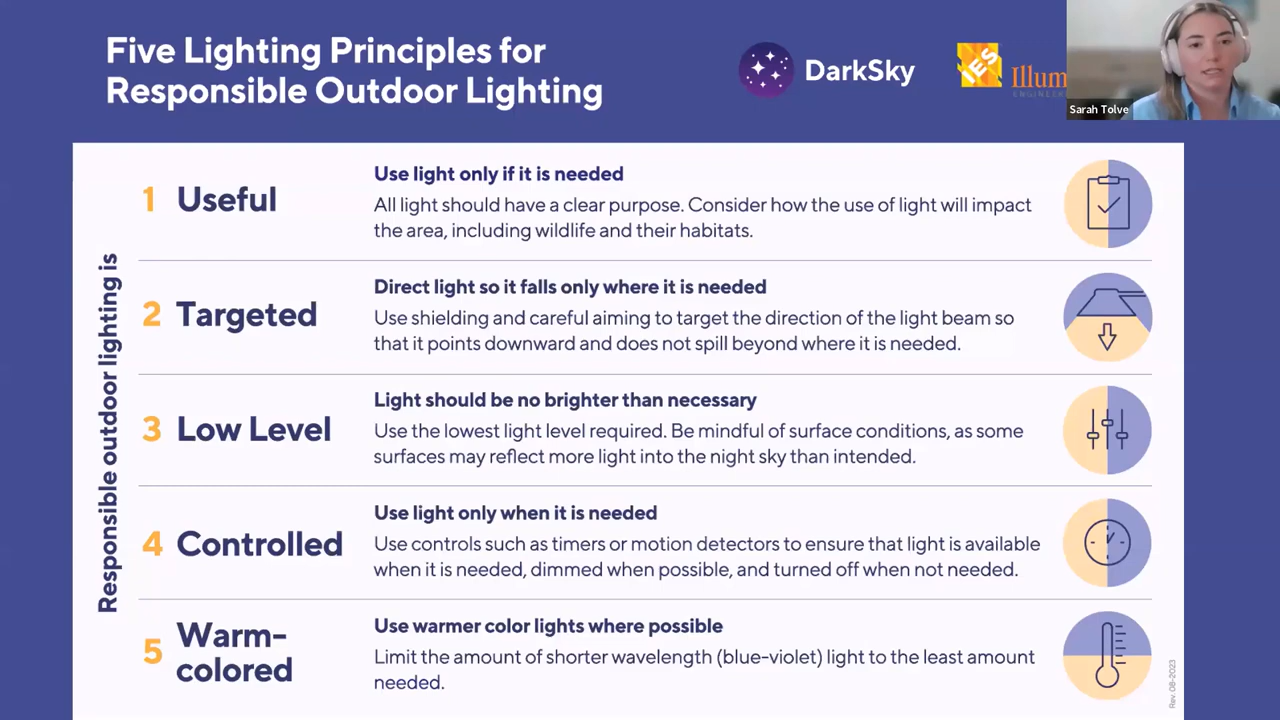 Five Lighting Principles for
Responsible Outdoor Lighting
DarkSky
IES
Illum
Sarah Tolve
Responsible outdoor lighting is
1 Useful
Use light only if it is needed
All light should have a clear purpose. Consider how the use of light will impact
the area, including wildlife and their habitats.
2 Targeted
Direct light so it falls only where it is needed
Use shielding and careful aiming to target the direction of the light beam so
that it points downward and does not spill beyond where it is needed.
3 Low Level
Light should be no brighter than necessary
Use the lowest light level required. Be mindful of surface conditions, as some
surfaces may reflect more light into the night sky than intended.
4 Controlled
Use light only when it is needed
Use controls such as timers or motion detectors to ensure that light is available
when it is needed, dimmed when possible, and turned off when not needed.
5 Warm-
colored
Use warmer color lights where possible
Limit the amount of shorter wavelength (blue-violet) light to the least amount
needed.
Rev. 08-2023